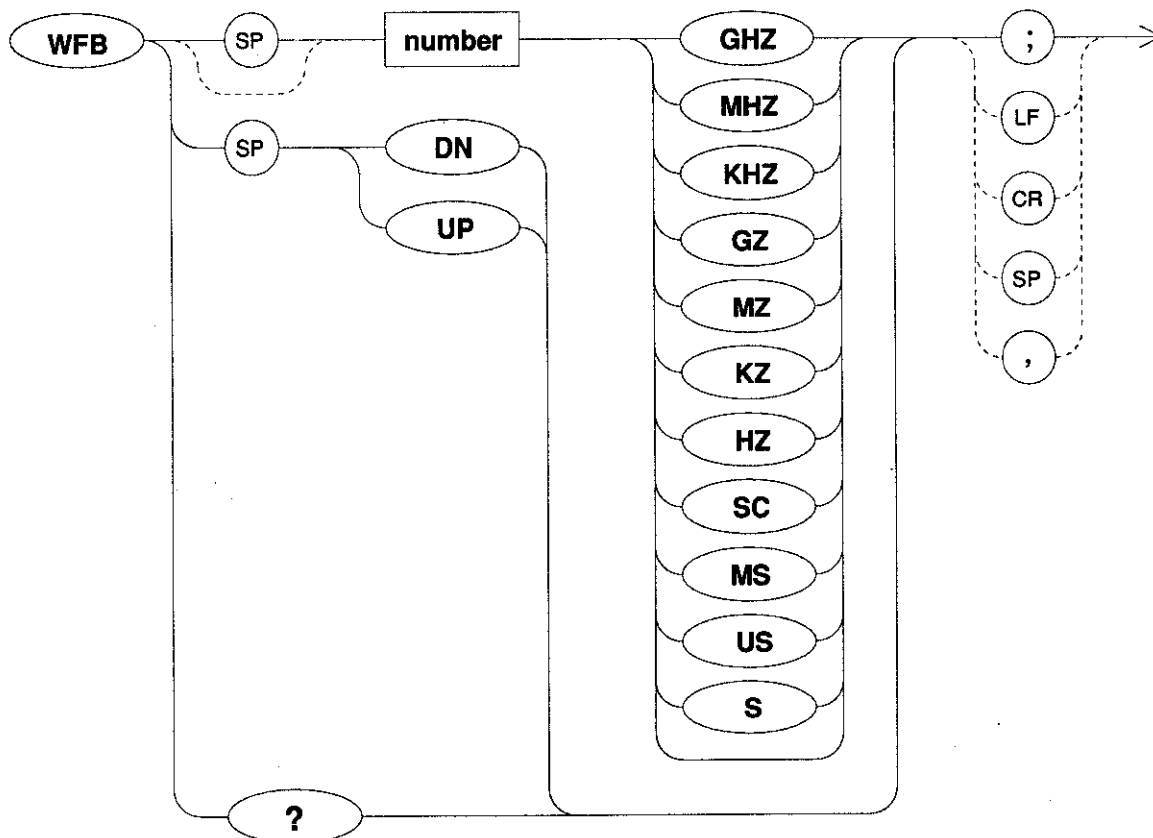 WFB SP number GHZ ;
MHZ LF
SP DN KHZ CR
UP GZ SP
MZ ,
KZ
HZ
SC
MS
US
S
?